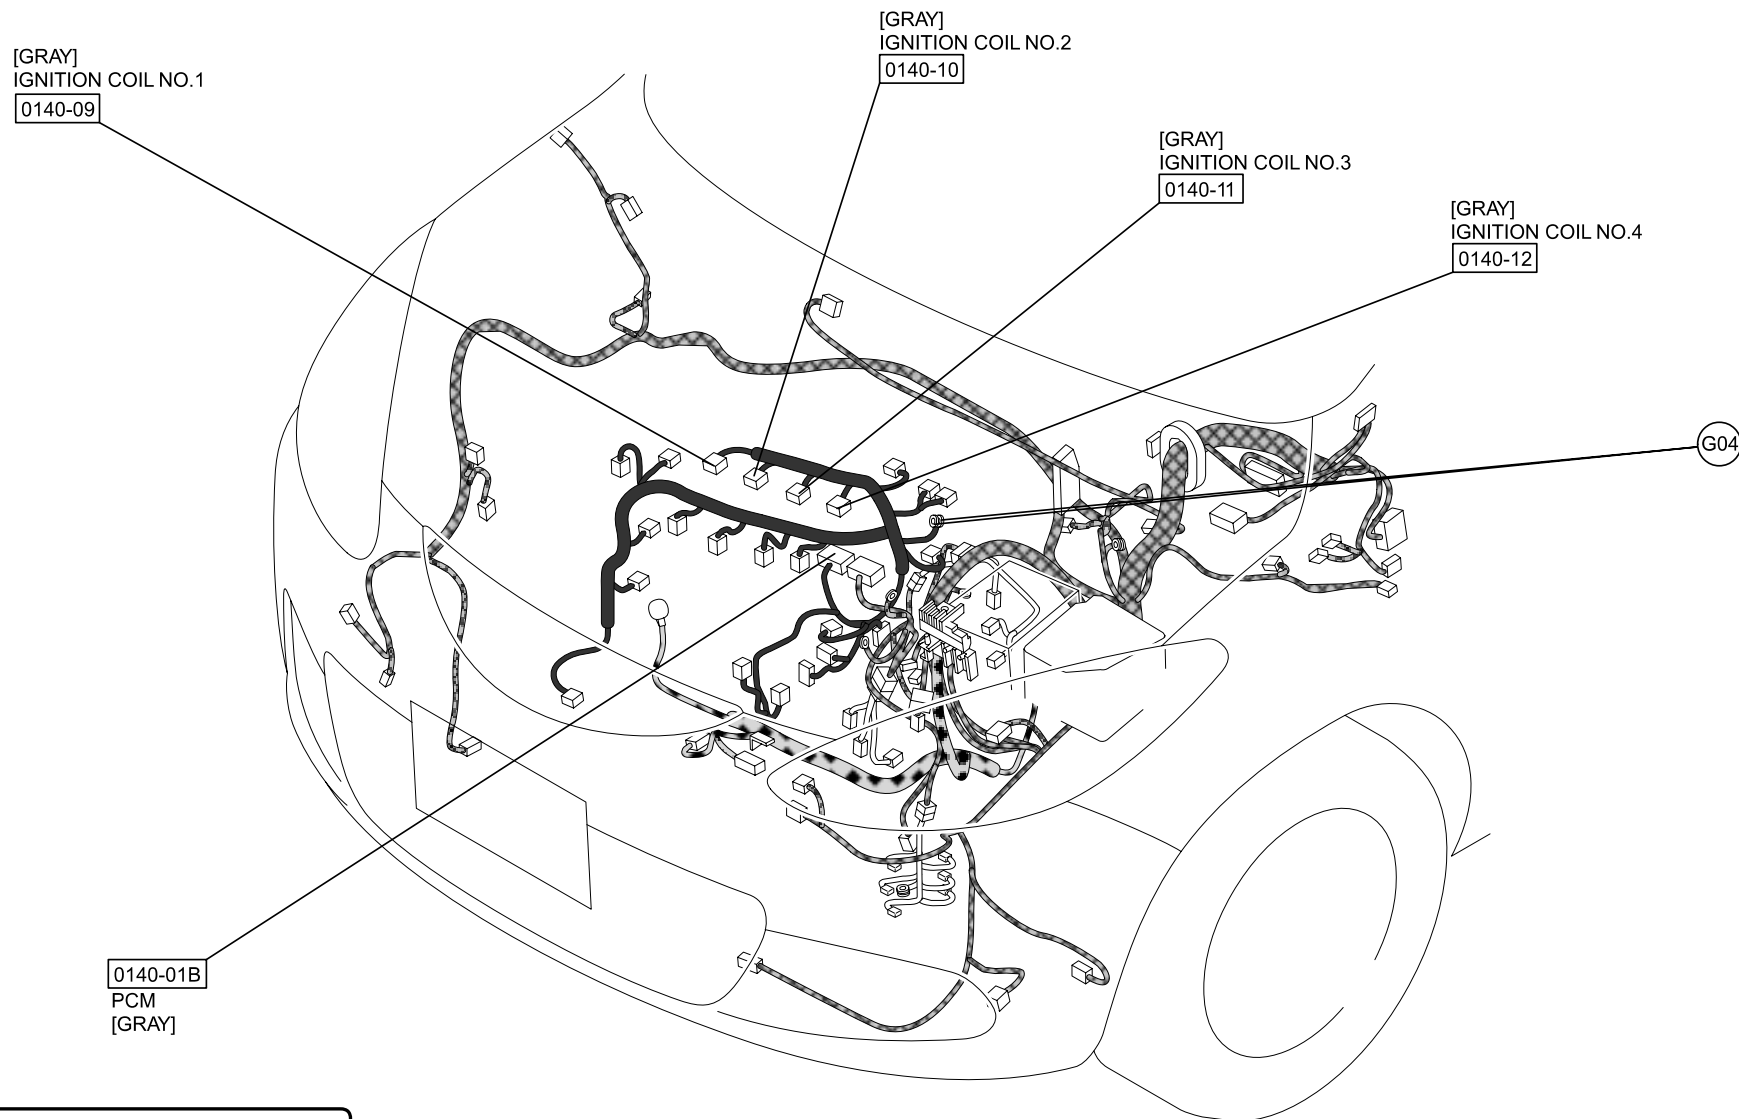 [GRAY]
IGNITION COIL NO.1
0140-09
[GRAY]
IGNITION COIL NO.2
0140-10
[GRAY]
IGNITION COIL NO.3
0140-11
[GRAY]
IGNITION COIL NO.4
0140-12
G04
0140-01B
PCM
[GRAY]